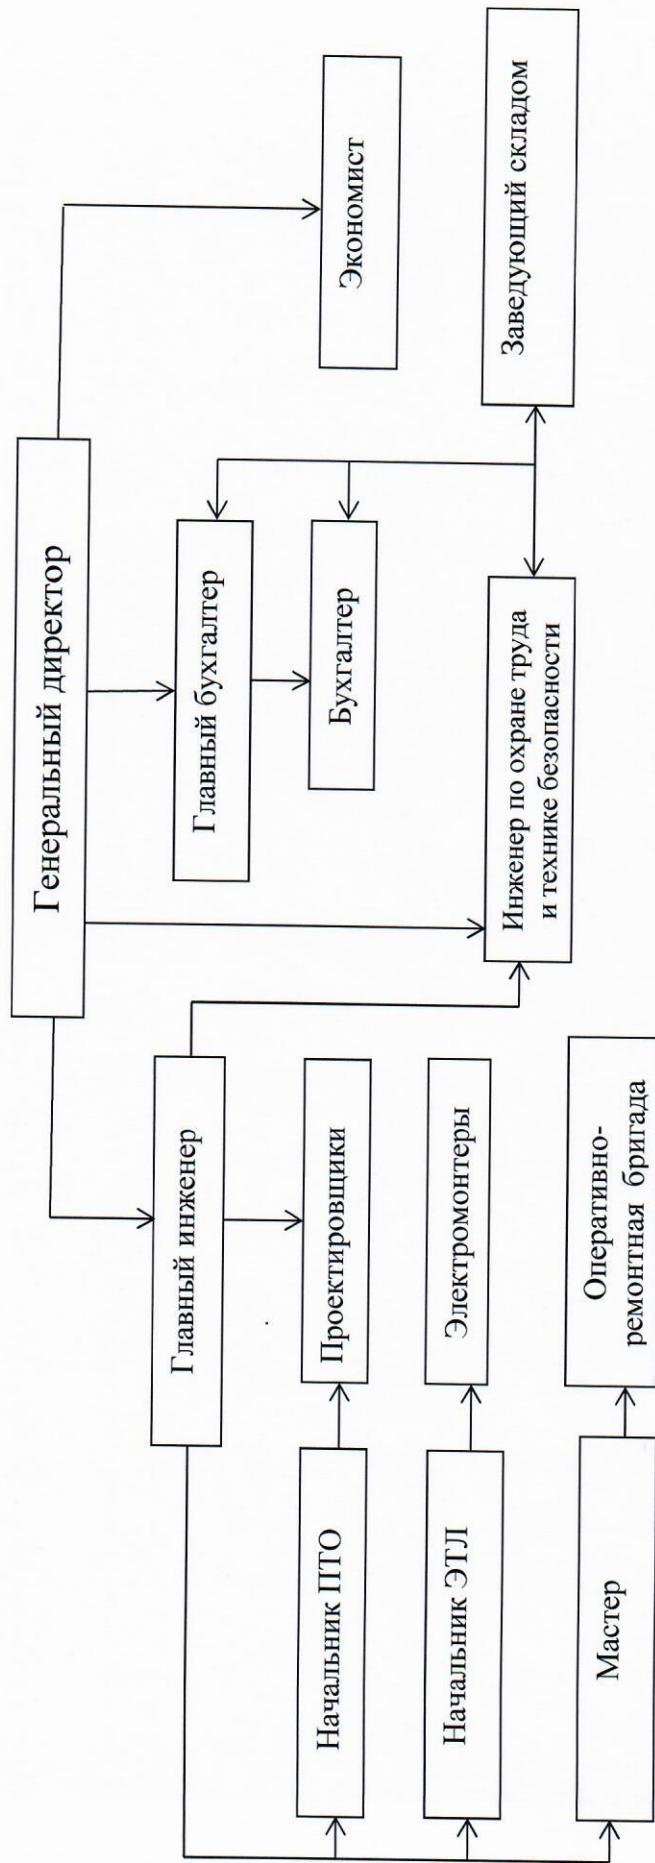 Генеральный директор
Главный инженер
Главный бухгалтер
Экономист
Начальник ПТО
Проектировщики
Бухгалтер
Начальник ЭТЛ
Электромонтеры
Инженер по охране труда
и технике безопасности
Заведующий складом
Мастер
Оперативно-
ремонтная бригада